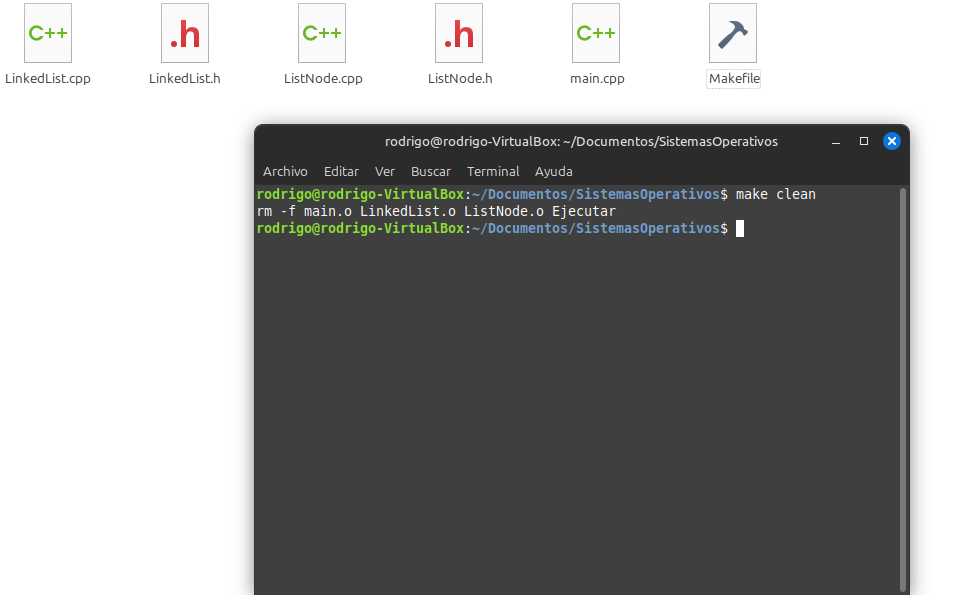 C++ .h C++ .h C++
LinkedList.cpp LinkedList.h ListNode.cpp ListNode.h main.cpp Makefile
rodrigo@rodrigo-VirtualBox: ~/Documentos/SistemasOperativos
Archivo Editar Ver Buscar Terminal Ayuda
rodrigo@rodrigo-VirtualBox:~/Documentos/SistemasOperativos$ make clean
rm -f main.o LinkedList.o ListNode.o Ejecutar
rodrigo@rodrigo-VirtualBox:~/Documentos/SistemasOperativos$